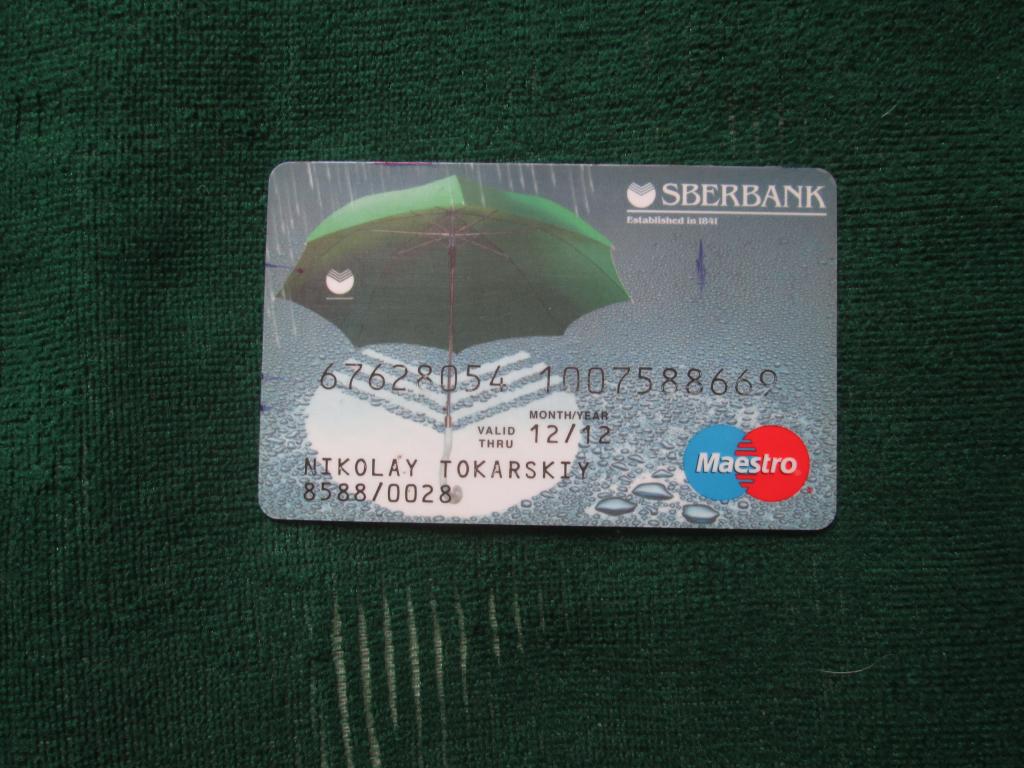 SBERBANK
Established in 1841
67628054 1007588669
MONTH/YEAR
VALID THRU 12/12
NIKOLAY TOKARSKIY
8588/0028
Maestro